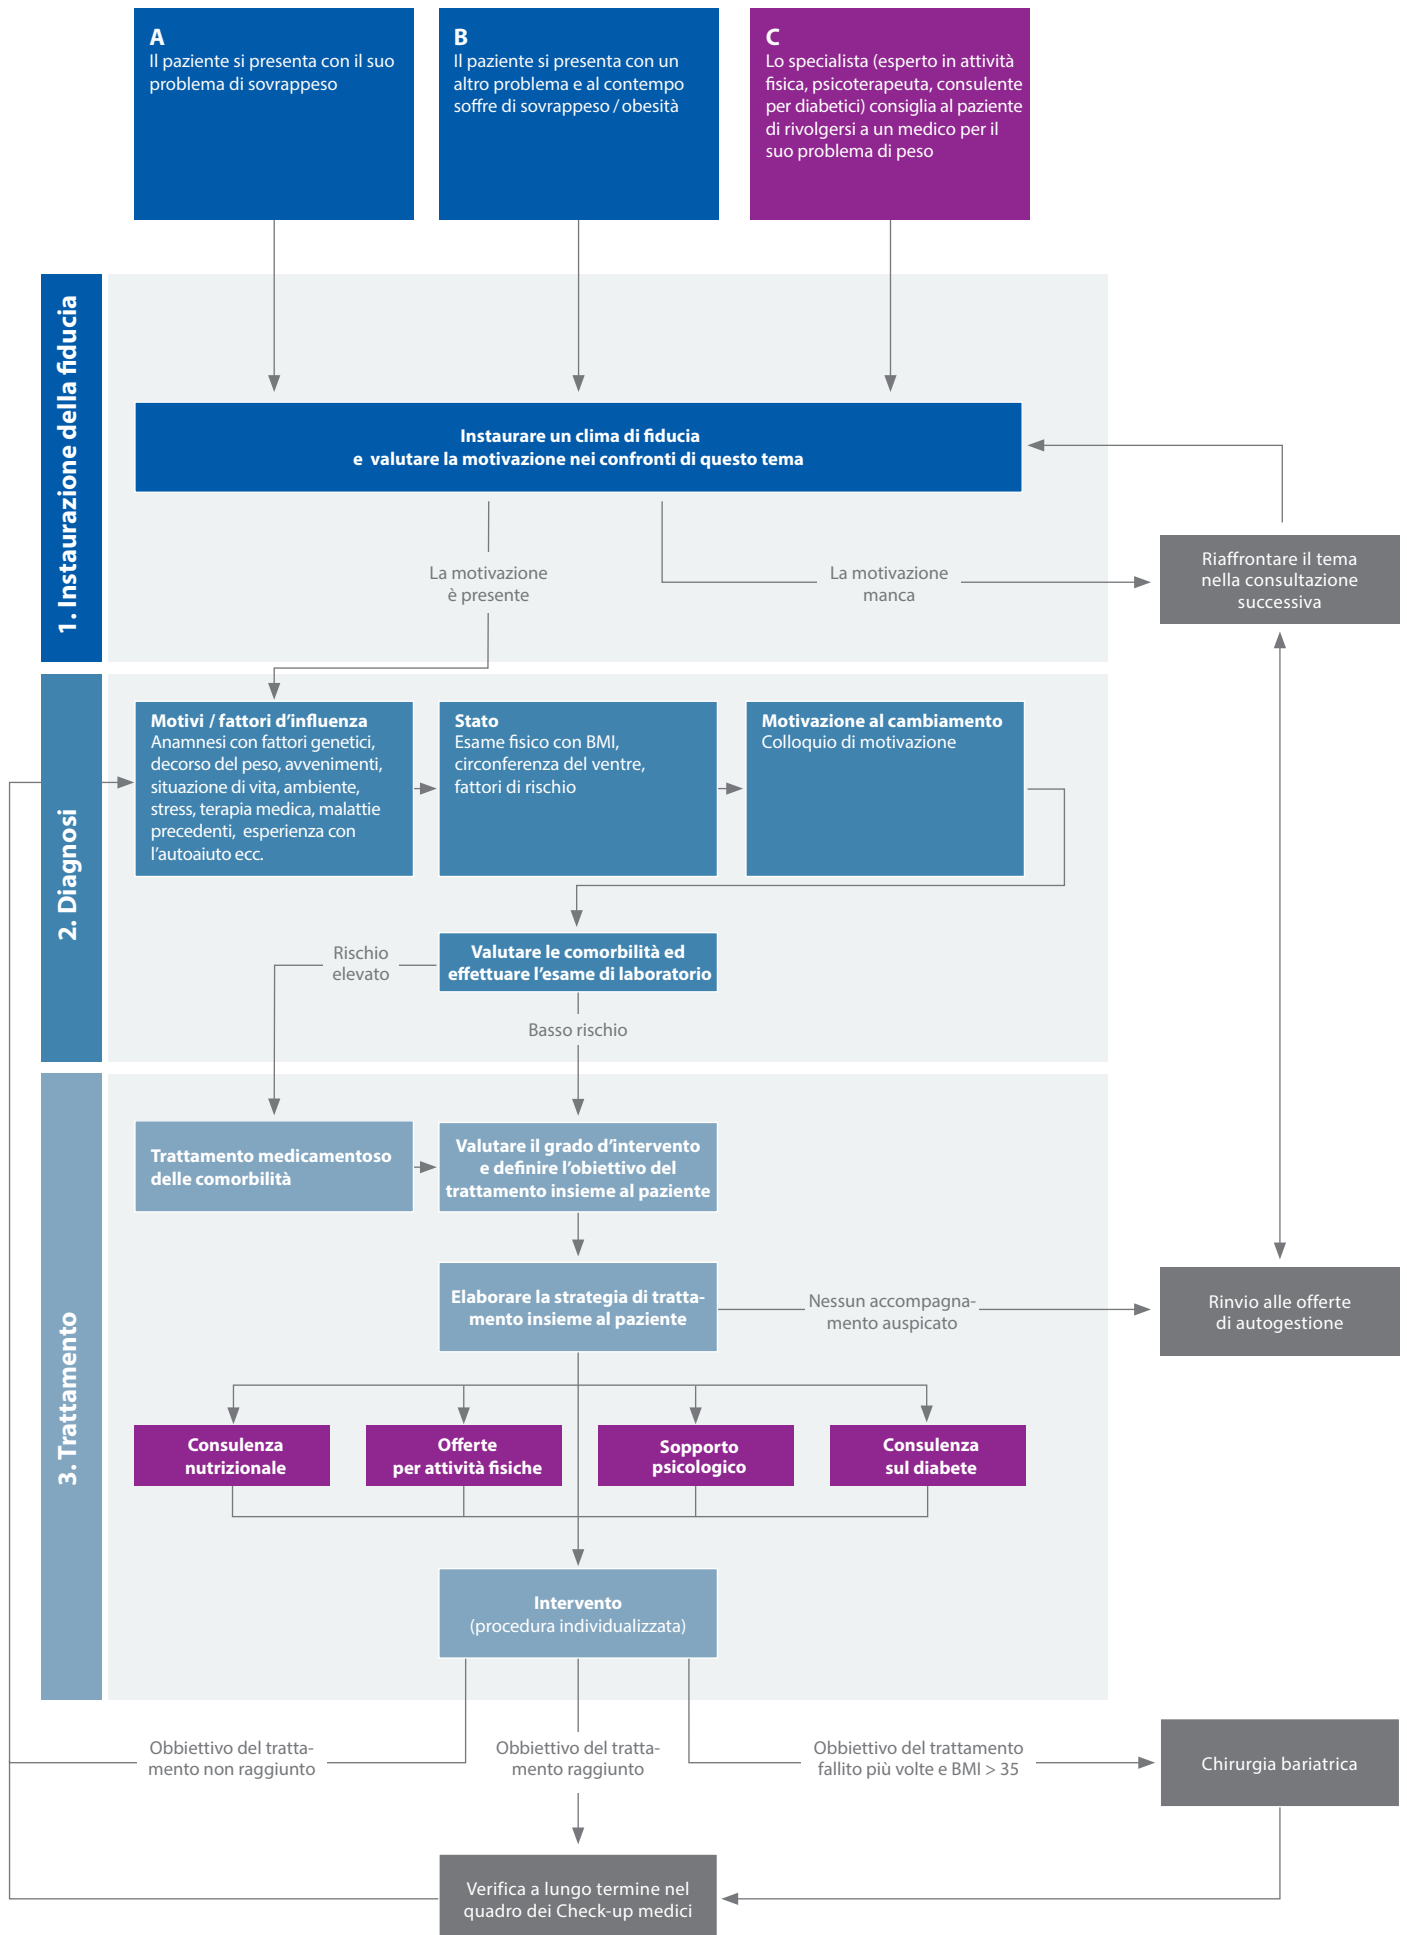 A
Il paziente si presenta con il suo
problema di sovrappeso
B
Il paziente si presenta con un
altro problema e al contempo
soffre di sovrappeso / obesità
C
Lo specialista (esperto in attività
fisica, psicoterapeuta, consulente
per diabetici) consiglia al paziente
di rivolgersi a un medico per il
suo problema di peso
1. Instaurazione della fiducia
Instaurare un clima di fiducia
e valutare la motivazione nei confronti di questo tema
La motivazione
è presente
La motivazione
manca
Riaffrontare il tema
nella consultazione
successiva
2. Diagnosi
Motivi / fattori d'influenza
Anamnesi con fattori genetici,
decorso del peso, avvenimenti,
situazione di vita, ambiente,
stress, terapia medica, malattie
precedenti, esperienza con
l'autoaiuto ecc.
Stato
Esame fisico con BMI,
circonferenza del ventre,
fattori di rischio
Motivazione al cambiamento
Colloquio di motivazione
Rischio
elevato
Valutare le comorbilità ed
effettuare l'esame di laboratorio
Basso rischio
3. Trattamento
Trattamento medicamentoso
delle comorbilità
Valutare il grado d'intervento
e definire l'obiettivo del
trattamento insieme al paziente
Elaborare la strategia di tratta-
mento insieme al paziente
Nessun accompagna-
mento auspicato
Rinvio alle offerte
di autogestione
Consulenza
nutrizionale
Offerte
per attività fisiche
Sopporto
psicologico
Consulenza
sul diabete
Intervento
(procedura individualizzata)
Obbiettivo del tratta-
mento non raggiunto
Obbiettivo del tratta-
mento raggiunto
Obbiettivo del trattamento
fallito più volte e BMI > 35
Chirurgia bariatrica
Verifica a lungo termine nel
quadro dei Check-up medici